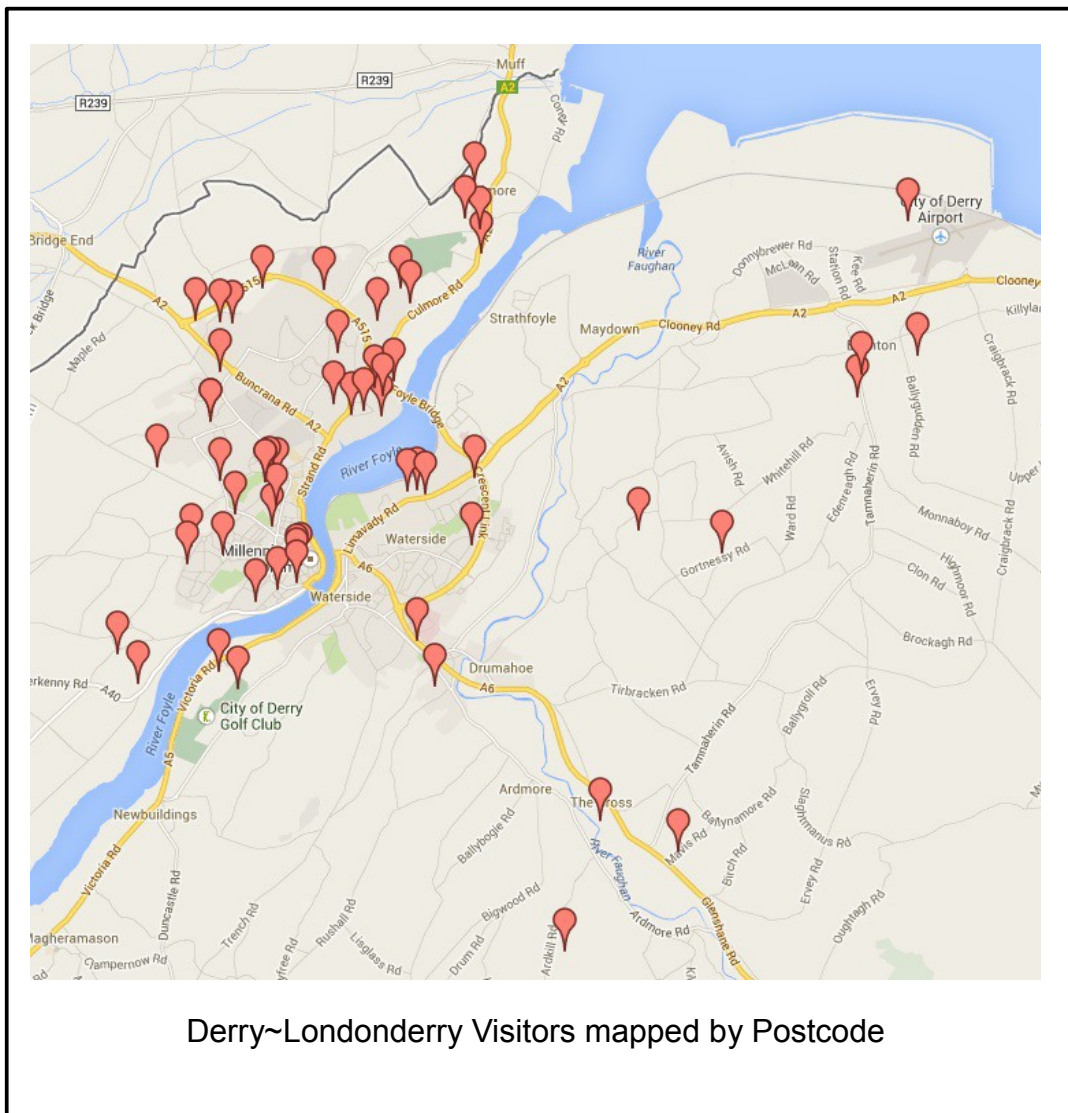 Muff
R239
A2
R239
Coney Rd
more
City of Derry
Airport
Bridge End
River
Faughan
Donnybrewer Rd
McLean Rd
Station Rd
Kee Rd
A2
A515
Culmore Rd
Strathfoyle
Maydown
Clooney Rd
A2
A2
Clooney
Killyla
Maple Rd
A515
Buncrana Rd
A2
Foyle Bridge
A2
Ballygudden Rd
Craigbrack Rd
River Foyle
Strand Rd
Crescent Link
Limavady Rd
Waterside
Avish Rd
Whitehill Rd
Ward Rd
Edenreagh Rd
Tamnaherin Rd
Upper
Monnaboy Rd
Craigbrack Rd
Gortnessy Rd
Clon Rd
Highmoor Rd
Millenn
A6
Waterside
Brockagh Rd
Drumahoe
A6
Tirbracken Rd
erkenny Rd
A40
River Foyle
Victoria Rd
City of Derry
Golf Club
A5
Ballygroll Rd
Ervey Rd
Tamnaherin Rd
Newbuildings
Ardmore
The Cross
Ballynamore Rd
Slaghtmanus Rd
Mavis Rd
Birch Rd
Ervey Rd
Ballybogie Rd
River Faughan
Victoria Rd
Duncastle Rd
Trench Rd
Rushall Rd
Lisglass Rd
Bigwood Rd
Drum Rd
Ardkill Rd
Ardmore Rd
Glenshane Rd
Oughtagh Rd
Magheramason
Clampernow Rd
Rd
yfree Rd
Derry~Londonderry Visitors mapped by Postcode